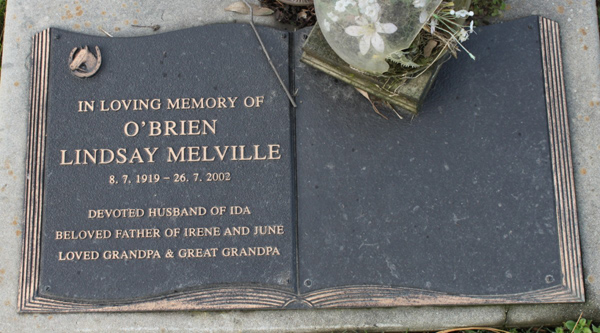 IN LOVING MEMORY OF
O'BRIEN
LINDSAY MELVILLE
8. 7. 1919 – 26. 7. 2002
DEVOTED HUSBAND OF IDA
BELOVED FATHER OF IRENE AND JUNE
LOVED GRANDPA & GREAT GRANDPA